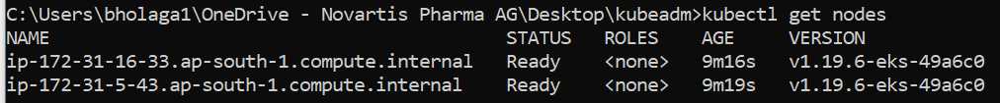 C:\Users\bholaga1\OneDrive - Novartis Pharma AG\Desktop\kubeadm>kubectl get nodes
NAME STATUS ROLES AGE VERSION
ip-172-31-16-33.ap-south-1.compute.internal Ready <none> 9m16s v1.19.6-eks-49a6c0
ip-172-31-5-43.ap-south-1.compute.internal Ready <none> 9m19s v1.19.6-eks-49a6c0